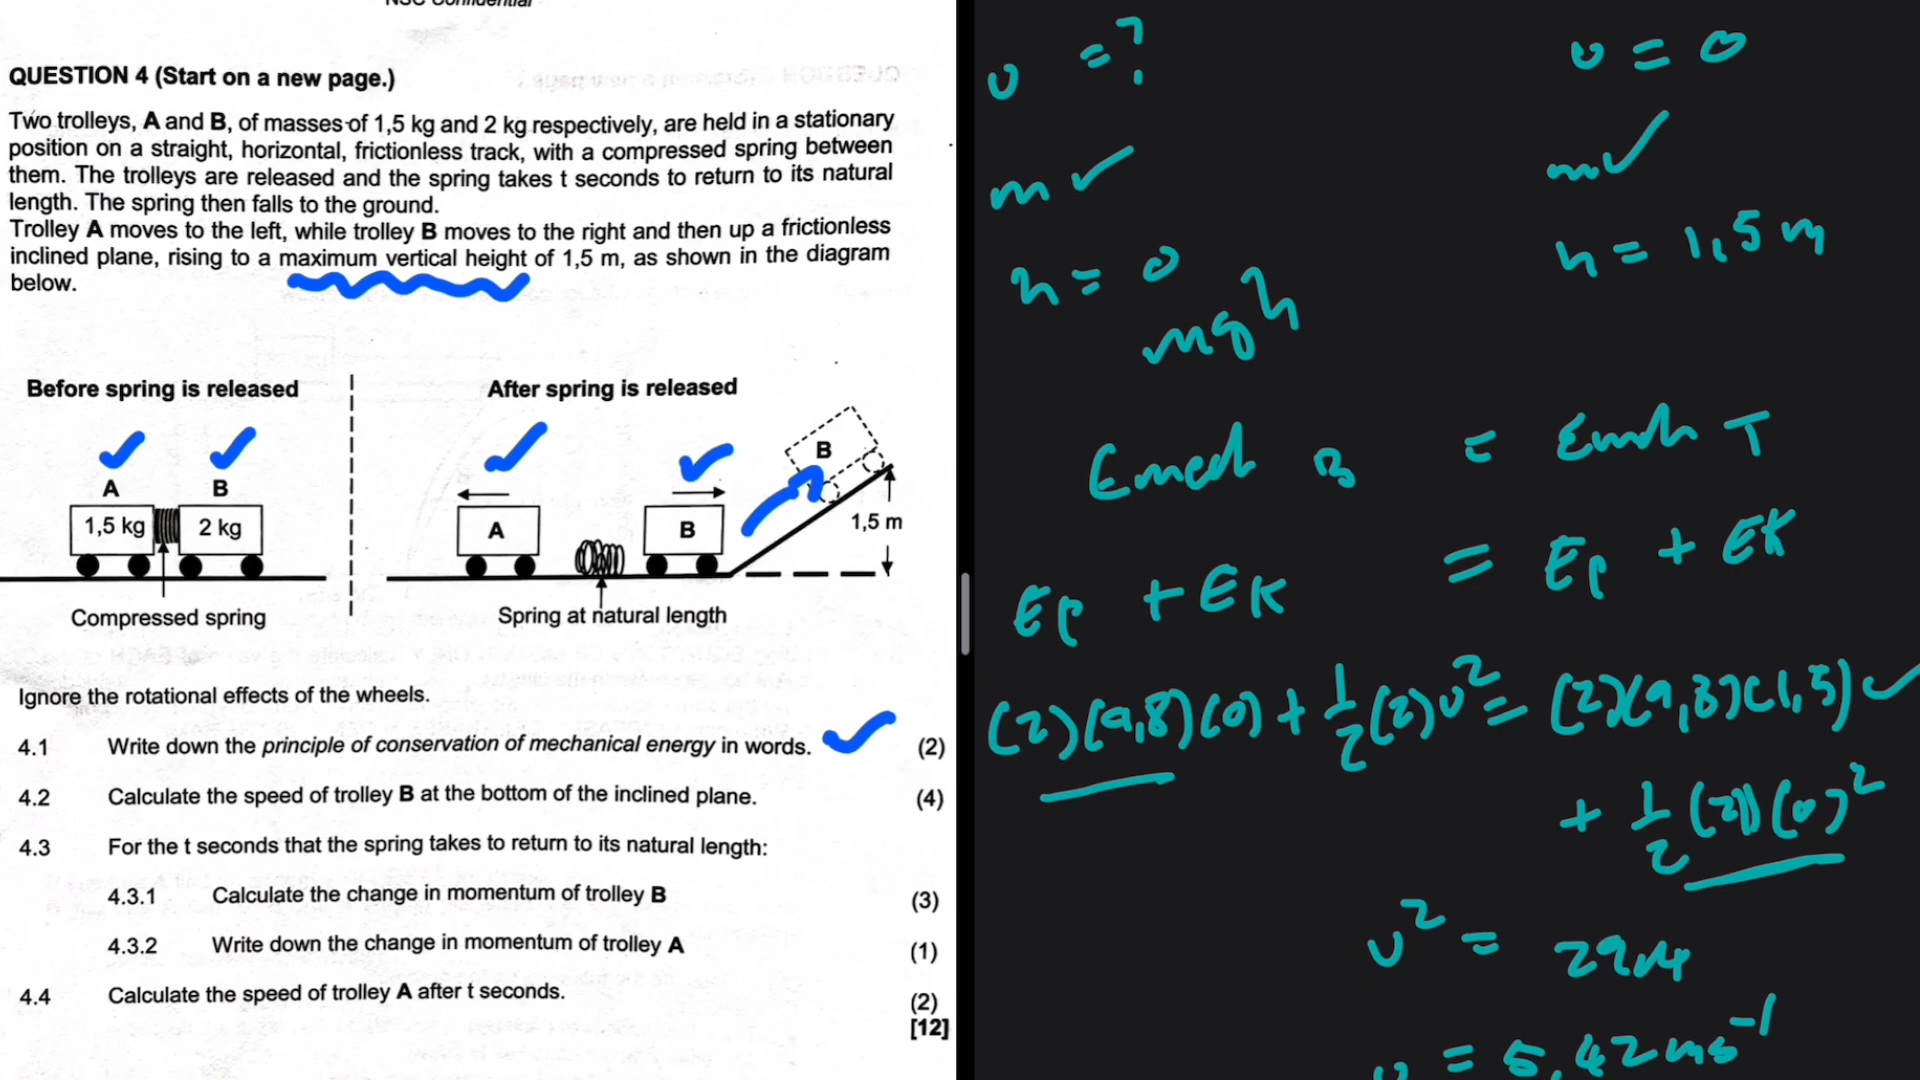 QUESTION 4 (Start on a new page.)
Two trolleys, A and B, of masses of 1,5 kg and 2 kg respectively, are held in a stationary
position on a straight, horizontal, frictionless track, with a compressed spring between
them. The trolleys are released and the spring takes t seconds to return to its natural
length. The spring then falls to the ground.
Trolley A moves to the left, while trolley B moves to the right and then up a frictionless
inclined plane, rising to a maximum vertical height of 1,5 m, as shown in the diagram
below.
Before spring is released
After spring is released
A B
1,5 kg 2 kg
A
B
B
1,5 m
Compressed spring
Spring at natural length
Ignore the rotational effects of the wheels.
4.1 Write down the principle of conservation of mechanical energy in words. (2)
4.2 Calculate the speed of trolley B at the bottom of the inclined plane. (4)
4.3 For the t seconds that the spring takes to return to its natural length:
4.3.1 Calculate the change in momentum of trolley B (3)
4.3.2 Write down the change in momentum of trolley A (1)
4.4 Calculate the speed of trolley A after t seconds. (2)
[12]
v = ? v = 0
m ✓ m ✓
h = 0 h = 1,5 m
mgh
Emech B = Emech T
Ep + EK = Ep + EK
(2)(9,8)(0) + 1/2 (2)v² = (2)(9,8)(1,5) ✓
+ 1/2 (2)(0)²
v² = 29,4
v = 5,42 ms⁻¹